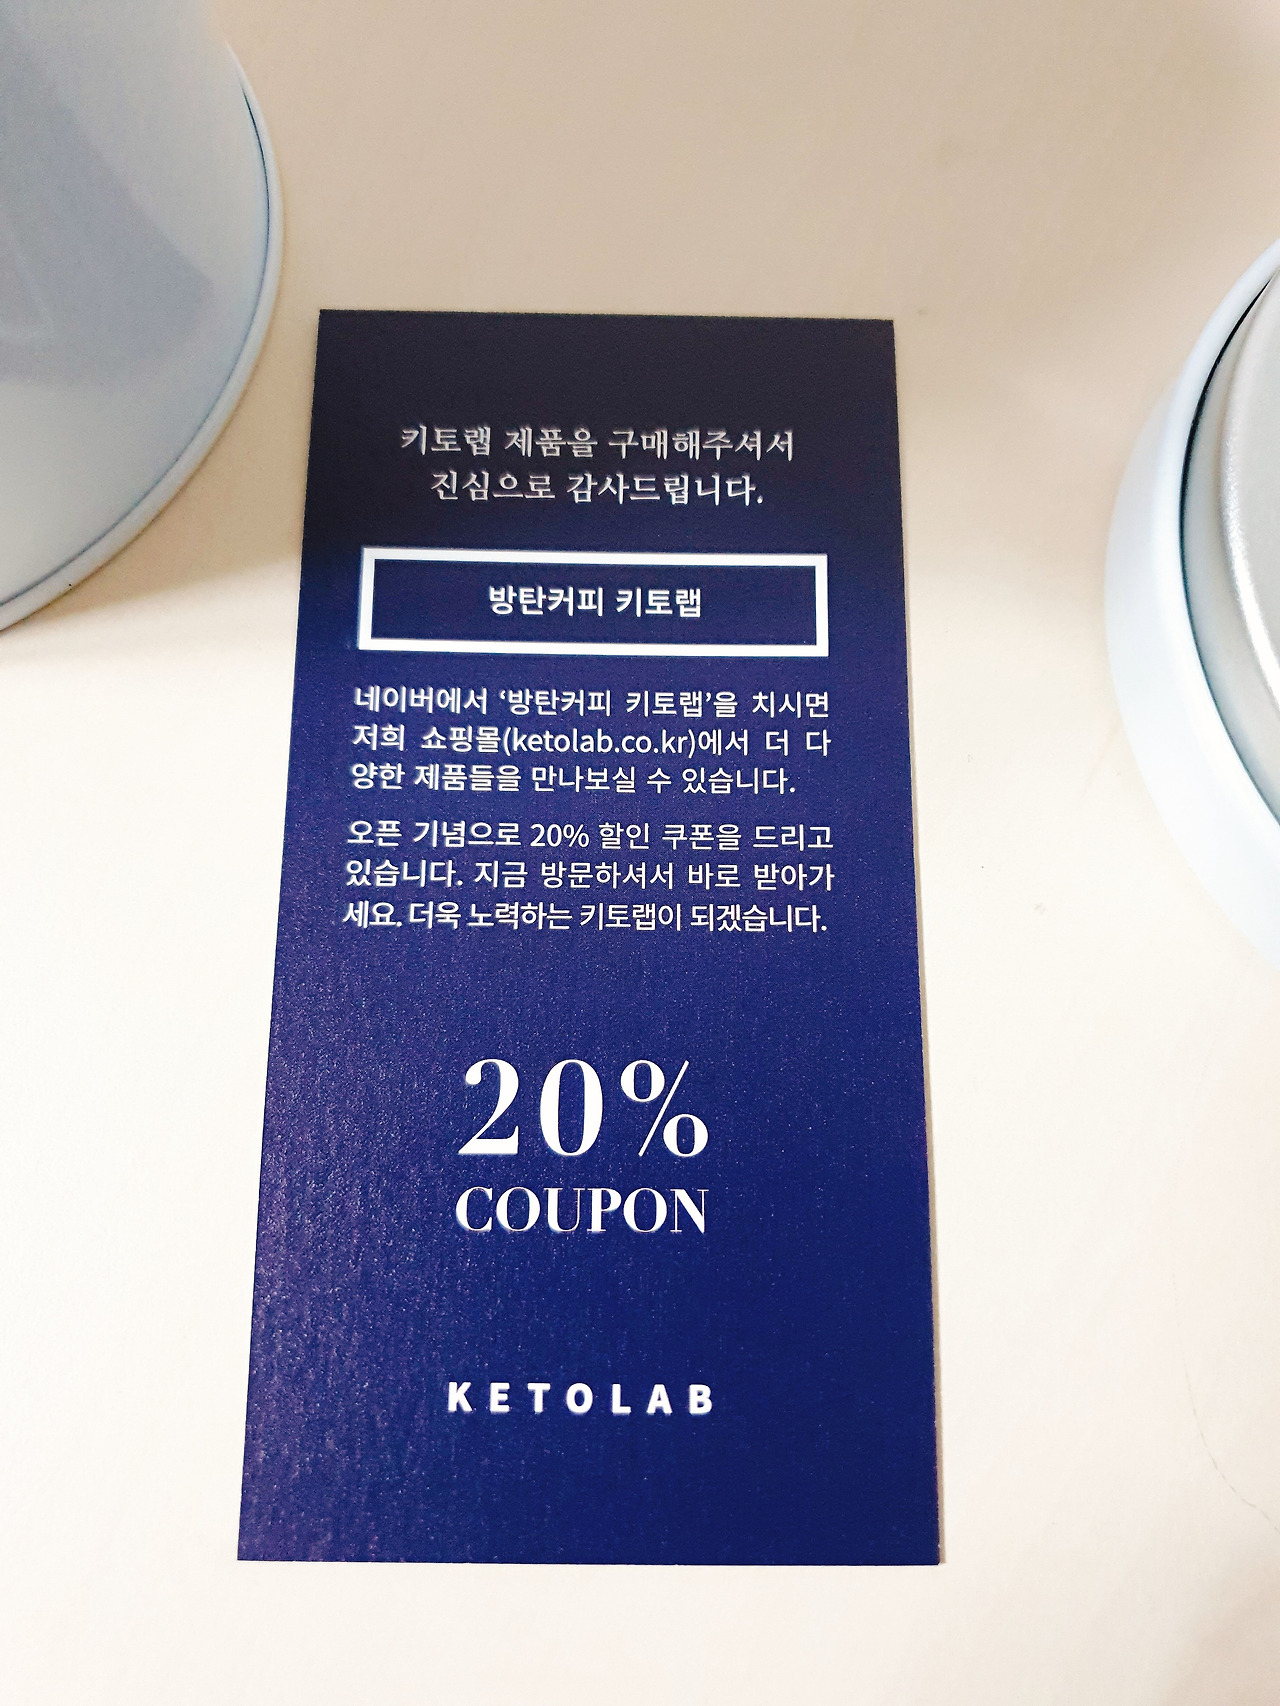 키토랩 제품을 구매해주셔서
진심으로 감사드립니다.
방탄커피 키토랩
네이버에서 ‘방탄커피 키토랩’을 치시면
저희 쇼핑몰(ketolab.co.kr)에서 더 다
양한 제품들을 만나보실 수 있습니다.
오픈 기념으로 20% 할인 쿠폰을 드리고
있습니다. 지금 방문하셔서 바로 받아가
세요. 더욱 노력하는 키토랩이 되겠습니다.
20%
COUPON
KETOLAB